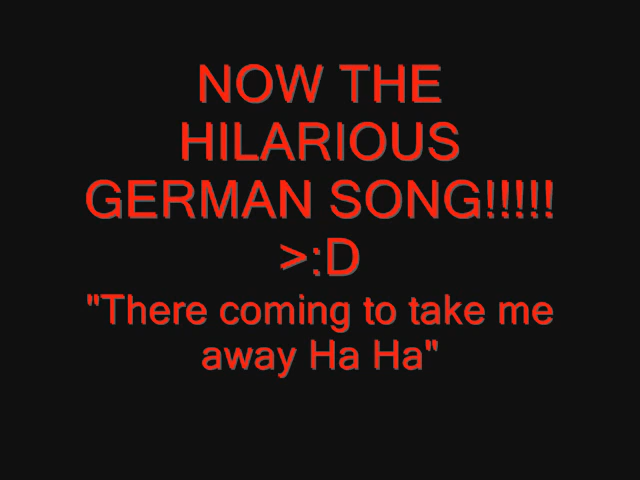 NOW THE
HILARIOUS
GERMAN SONG!!!!!
>:D
"There coming to take me
away Ha Ha"